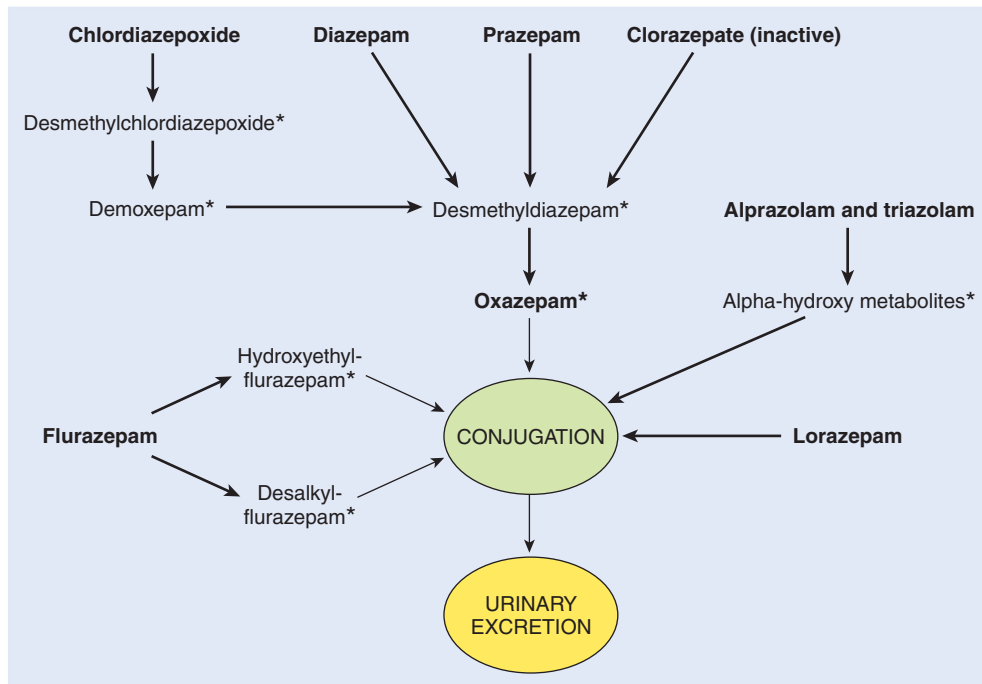 Chlordiazepoxide
Diazepam
Prazepam
Clorazepate (inactive)
Desmethylchlordiazepoxide*
Demoxepam*
Desmethyldiazepam*
Alprazolam and triazolam
Oxazepam*
Alpha-hydroxy metabolites*
Hydroxyethyl-
flurazepam*
Flurazepam
CONJUGATION
Lorazepam
Desalkyl-
flurazepam*
URINARY
EXCRETION